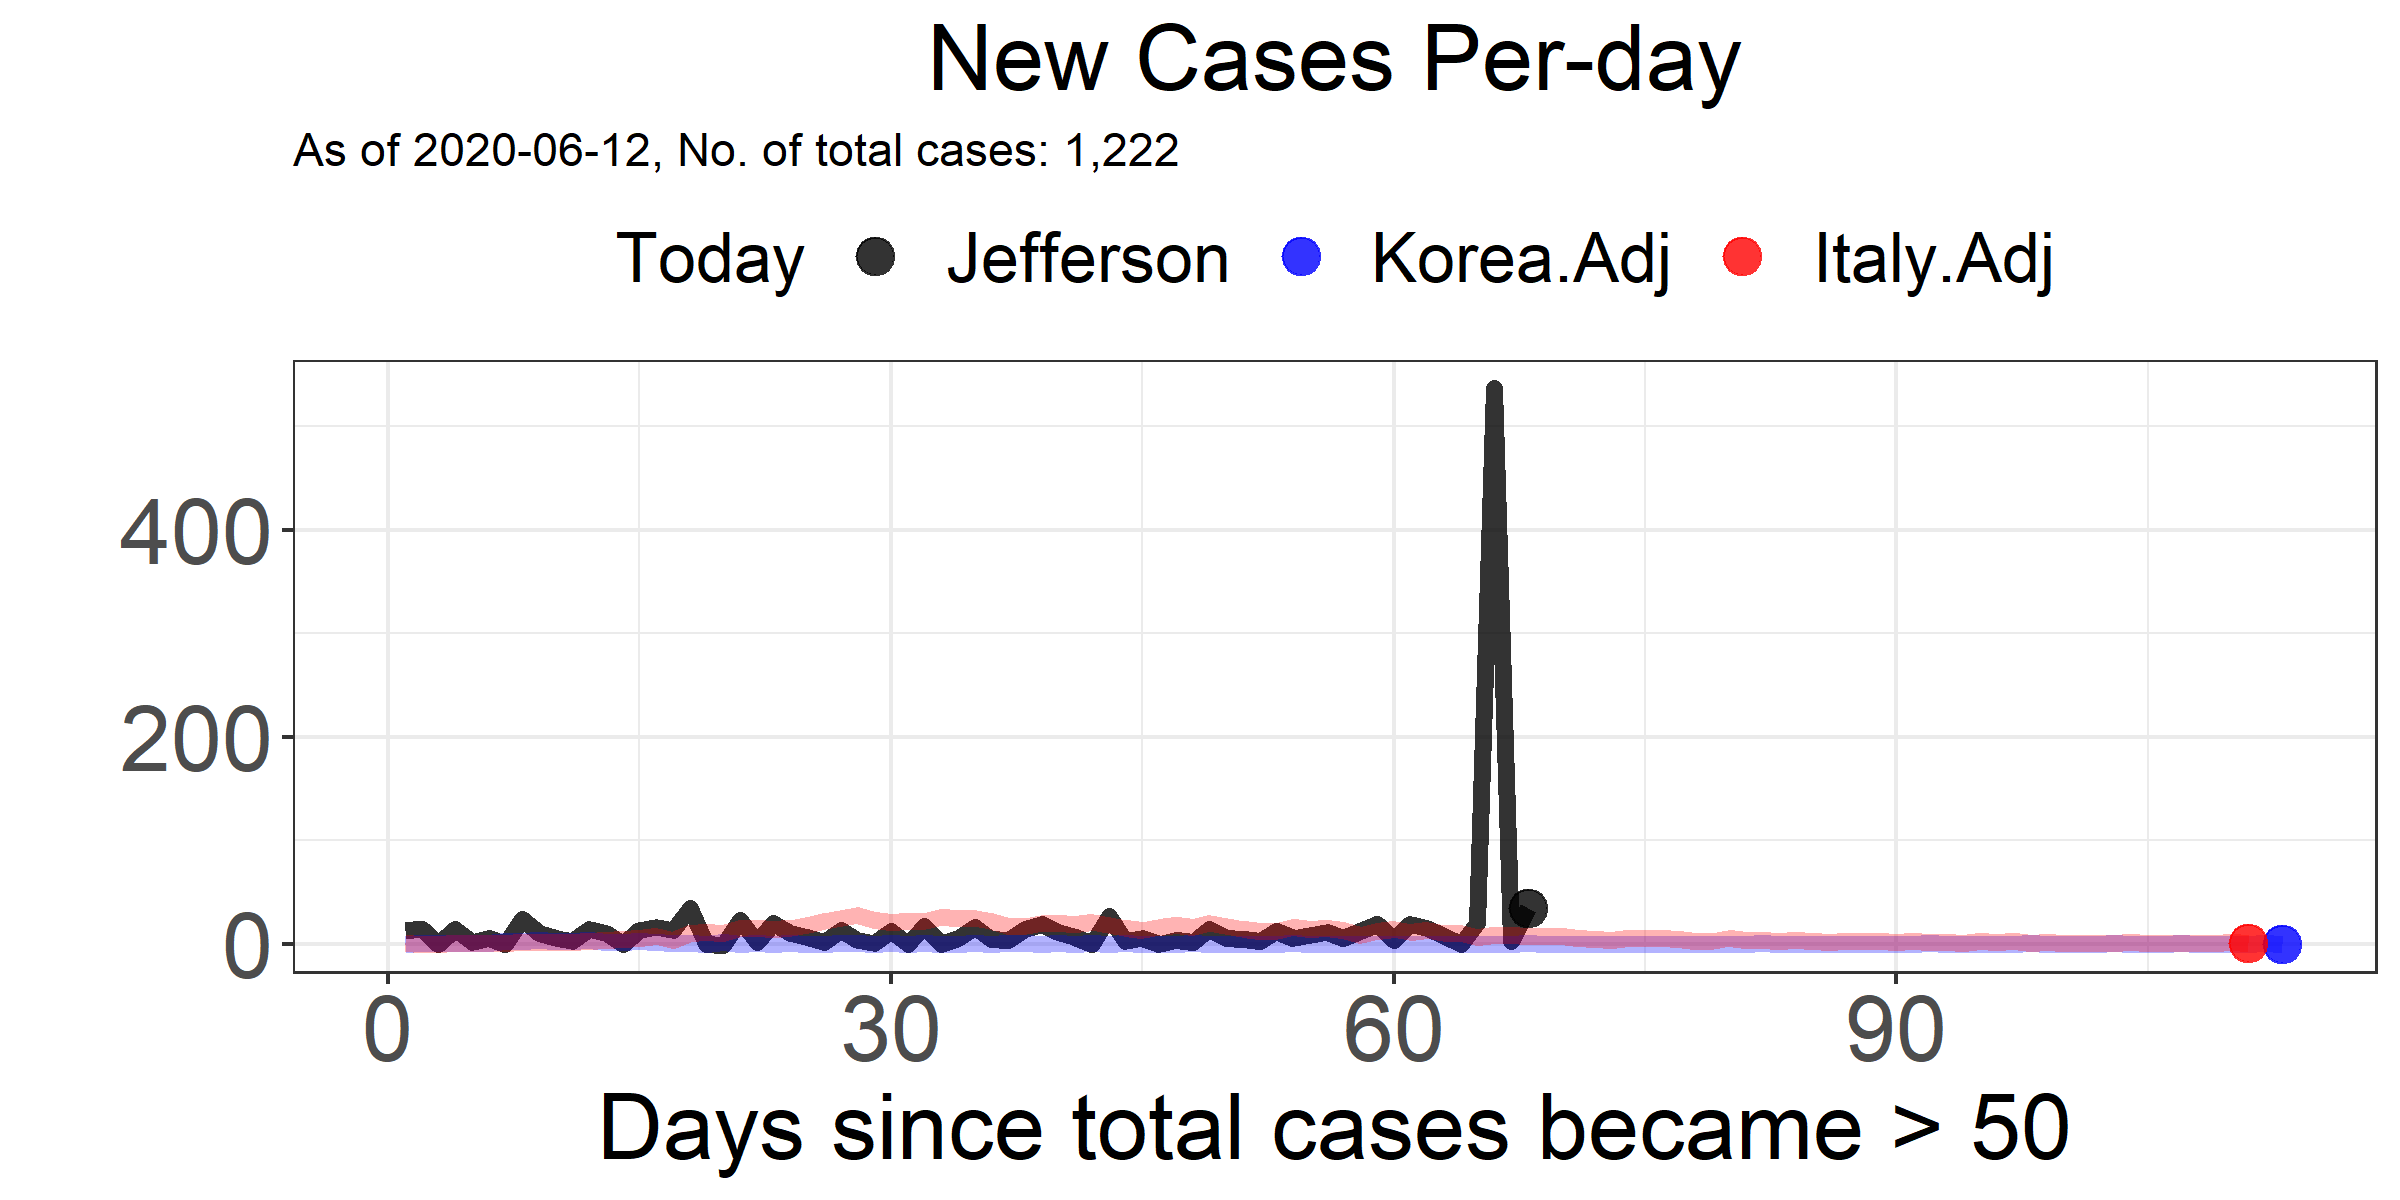 New Cases Per-day
As of 2020-06-12, No. of total cases: 1,222
Today Jefferson Korea.Adj Italy.Adj
400
200
0
0 30 60 90
Days since total cases became > 50